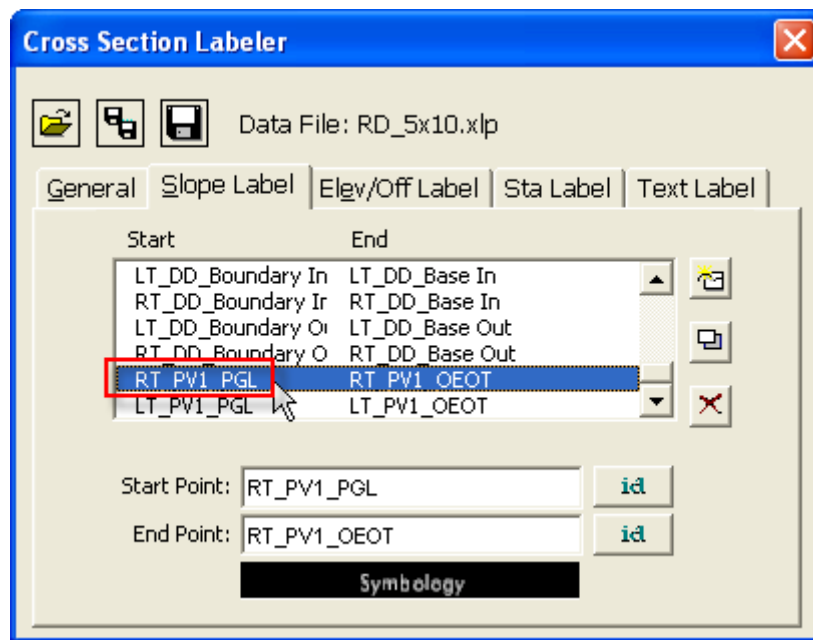 Cross Section Labeler
Data File: RD_5x10.xlp
General Slope Label Elev/Off Label Sta Label Text Label
Start End
LT_DD_Boundary In LT_DD_Base In
RT_DD_Boundary Ir RT_DD_Base In
LT_DD_Boundary Oı LT_DD_Base Out
RT_DD_Boundary O RT_DD_Base Out
RT_PV1_PGL RT_PV1_OEOT
LT_PV1_PGL LT_PV1_OEOT
Start Point: RT_PV1_PGL id
End Point: RT_PV1_OEOT id
Symbology